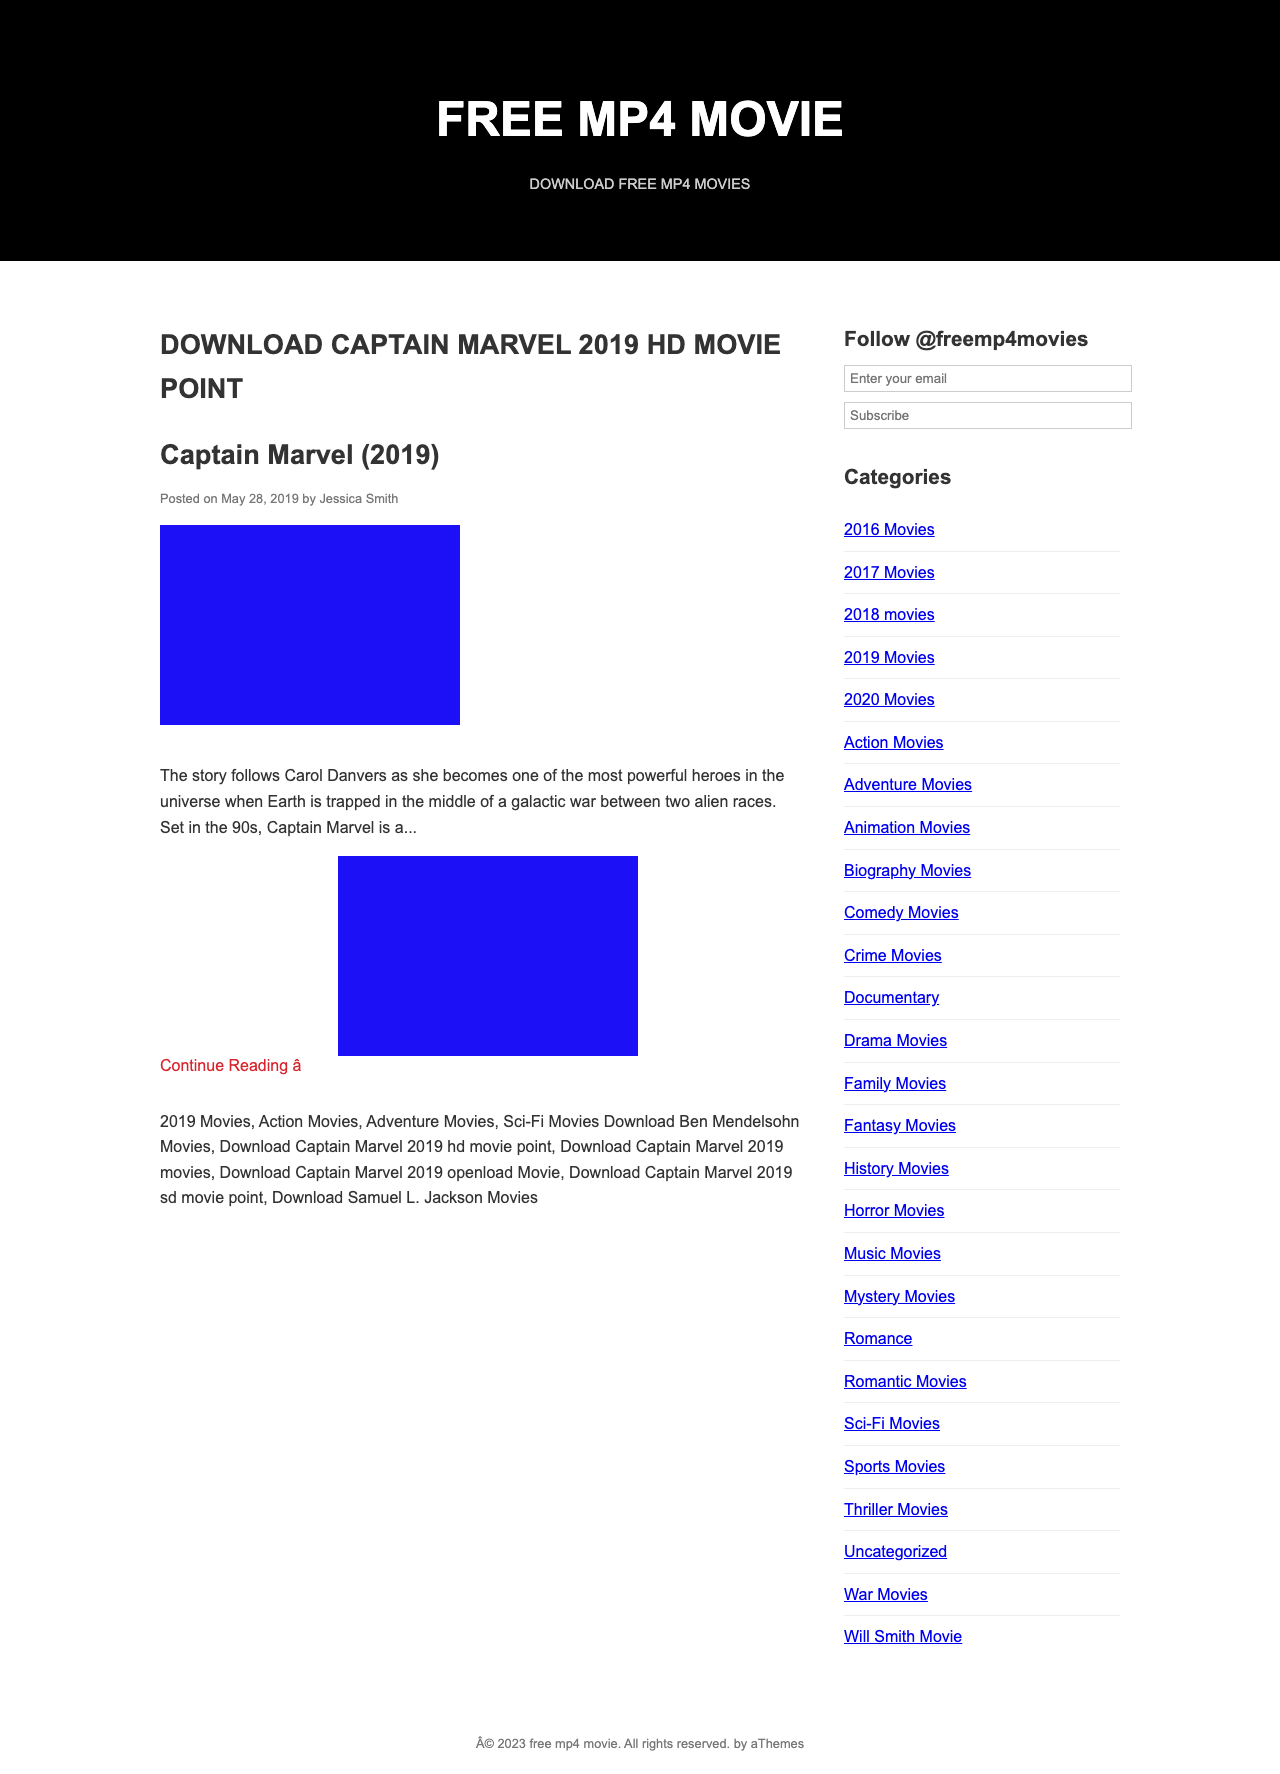 FREE MP4 MOVIE
DOWNLOAD FREE MP4 MOVIES
DOWNLOAD CAPTAIN MARVEL 2019 HD MOVIE
POINT
Captain Marvel (2019)
Posted on May 28, 2019 by Jessica Smith
The story follows Carol Danvers as she becomes one of the most powerful heroes in the
universe when Earth is trapped in the middle of a galactic war between two alien races.
Set in the 90s, Captain Marvel is a...
Continue Reading â
2019 Movies, Action Movies, Adventure Movies, Sci-Fi Movies Download Ben Mendelsohn
Movies, Download Captain Marvel 2019 hd movie point, Download Captain Marvel 2019
movies, Download Captain Marvel 2019 openload Movie, Download Captain Marvel 2019
sd movie point, Download Samuel L. Jackson Movies
Follow @freemp4movies
Enter your email
Subscribe
Categories
2016 Movies
2017 Movies
2018 movies
2019 Movies
2020 Movies
Action Movies
Adventure Movies
Animation Movies
Biography Movies
Comedy Movies
Crime Movies
Documentary
Drama Movies
Family Movies
Fantasy Movies
History Movies
Horror Movies
Music Movies
Mystery Movies
Romance
Romantic Movies
Sci-Fi Movies
Sports Movies
Thriller Movies
Uncategorized
War Movies
Will Smith Movie
Â© 2023 free mp4 movie. All rights reserved. by aThemes